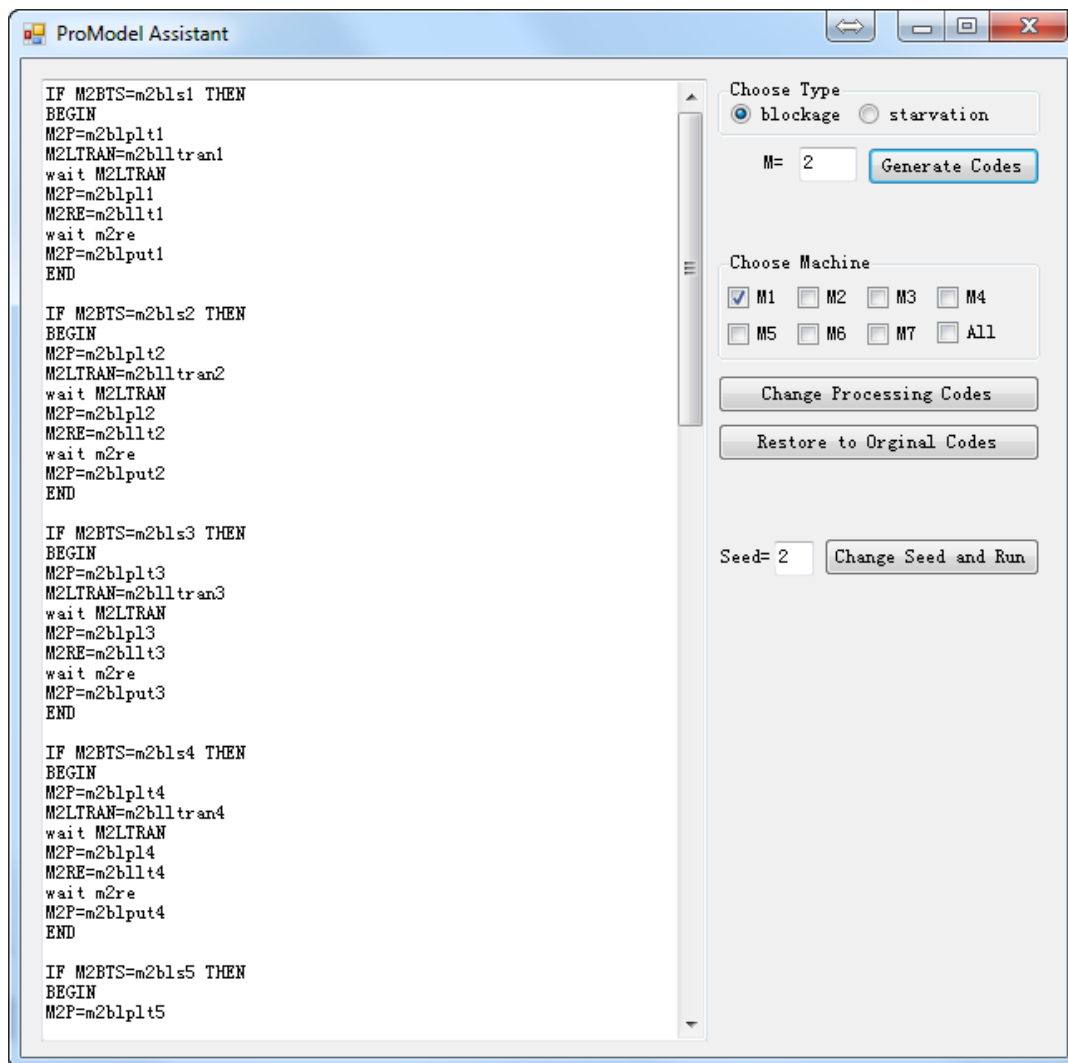 ProModel Assistant
IF M2BTS=m2bls1 THEN
BEGIN
M2P=m2blplt1
M2LTRAN=m2blltran1
wait M2LTRAN
M2P=m2blpl1
M2RE=m2bllt1
wait m2re
M2P=m2blput1
END
IF M2BTS=m2bls2 THEN
BEGIN
M2P=m2blplt2
M2LTRAN=m2blltran2
wait M2LTRAN
M2P=m2blpl2
M2RE=m2bllt2
wait m2re
M2P=m2blput2
END
IF M2BTS=m2bls3 THEN
BEGIN
M2P=m2blplt3
M2LTRAN=m2blltran3
wait M2LTRAN
M2P=m2blpl3
M2RE=m2bllt3
wait m2re
M2P=m2blput3
END
IF M2BTS=m2bls4 THEN
BEGIN
M2P=m2blplt4
M2LTRAN=m2blltran4
wait M2LTRAN
M2P=m2blpl4
M2RE=m2bllt4
wait m2re
M2P=m2blput4
END
IF M2BTS=m2bls5 THEN
BEGIN
M2P=m2blplt5
Choose Type
blockage starvation
M= 2 Generate Codes
Choose Machine
M1 M2 M3 M4
M5 M6 M7 All
Change Processing Codes
Restore to Orginal Codes
Seed= 2 Change Seed and Run